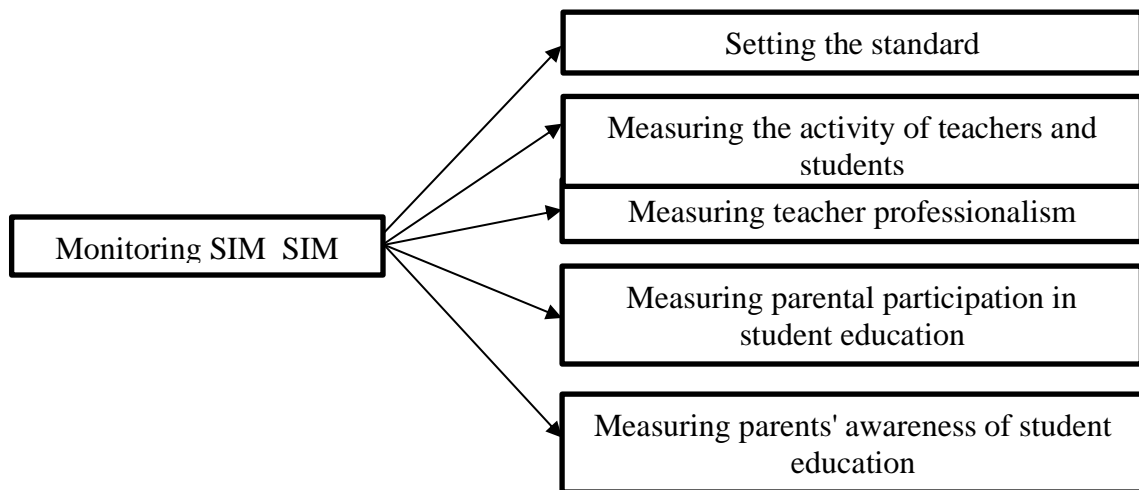 Setting the standard
Measuring the activity of teachers and
students
Measuring teacher professionalism
Monitoring SIM SIM
Measuring parental participation in
student education
Measuring parents' awareness of student
education